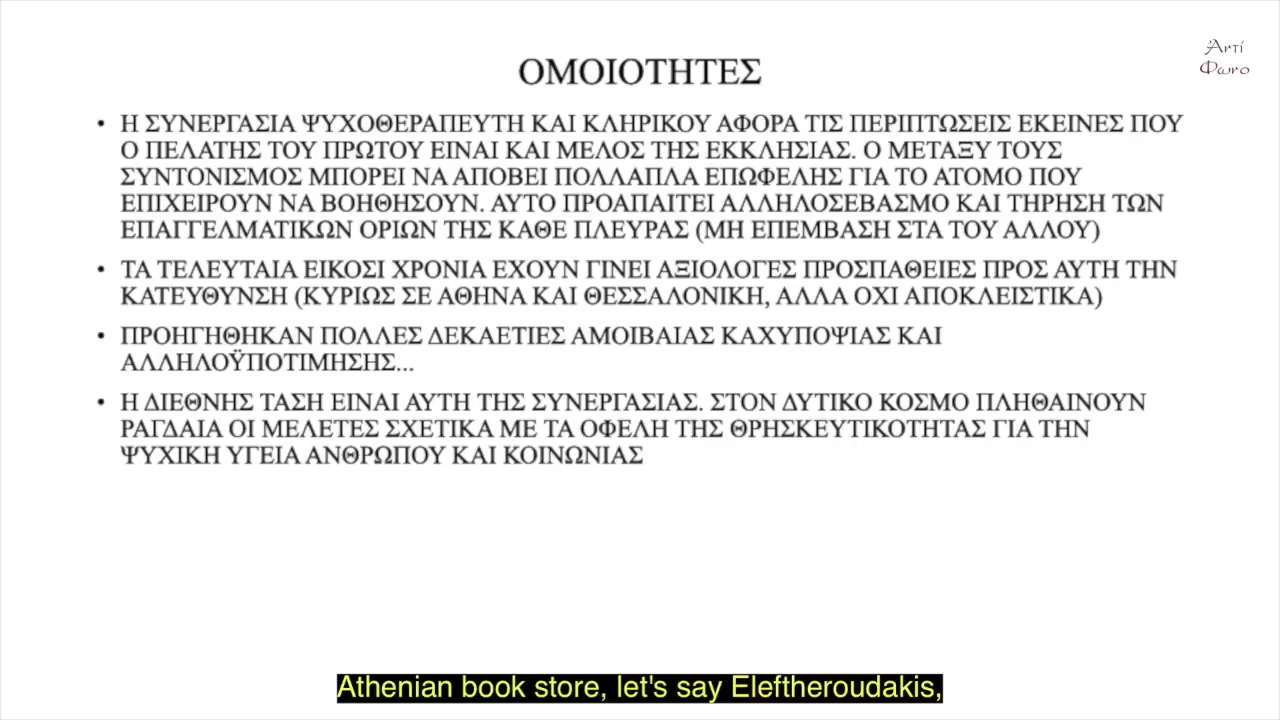 Ἀρτί
Φωρο
ΟΜΟΙΟΤΗΤΕΣ
• Η ΣΥΝΕΡΓΑΣΙΑ ΨΥΧΟΘΕΡΑΠΕΥΤΗ ΚΑΙ ΚΛΗΡΙΚΟΥ ΑΦΟΡΑ ΤΙΣ ΠΕΡΙΠΤΩΣΕΙΣ ΕΚΕΙΝΕΣ ΠΟΥ
Ο ΠΕΛΑΤΗΣ ΤΟΥ ΠΡΩΤΟΥ ΕΙΝΑΙ ΚΑΙ ΜΕΛΟΣ ΤΗΣ ΕΚΚΛΗΣΙΑΣ. Ο ΜΕΤΑΞΥ ΤΟΥΣ
ΣΥΝΤΟΝΙΣΜΟΣ ΜΠΟΡΕΙ ΝΑ ΑΠΟΒΕΙ ΠΟΛΛΑΠΛΑ ΕΠΩΦΕΛΗΣ ΓΙΑ ΤΟ ΑΤΟΜΟ ΠΟΥ
ΕΠΙΧΕΙΡΟΥΝ ΝΑ ΒΟΗΘΗΣΟΥΝ. ΑΥΤΟ ΠΡΟΑΠΑΙΤΕΙ ΑΛΛΗΛΟΣΕΒΑΣΜΟ ΚΑΙ ΤΗΡΗΣΗ ΤΩΝ
ΕΠΑΓΓΕΛΜΑΤΙΚΩΝ ΟΡΙΩΝ ΤΗΣ ΚΑΘΕ ΠΛΕΥΡΑΣ (ΜΗ ΕΠΕΜΒΑΣΗ ΣΤΑ ΤΟΥ ΑΛΛΟΥ)
• ΤΑ ΤΕΛΕΥΤΑΙΑ ΕΙΚΟΣΙ ΧΡΟΝΙΑ ΕΧΟΥΝ ΓΙΝΕΙ ΑΞΙΟΛΟΓΕΣ ΠΡΟΣΠΑΘΕΙΕΣ ΠΡΟΣ ΑΥΤΗ ΤΗΝ
ΚΑΤΕΥΘΥΝΣΗ (ΚΥΡΙΩΣ ΣΕ ΑΘΗΝΑ ΚΑΙ ΘΕΣΣΑΛΟΝΙΚΗ, ΑΛΛΑ ΟΧΙ ΑΠΟΚΛΕΙΣΤΙΚΑ)
• ΠΡΟΗΓΗΘΗΚΑΝ ΠΟΛΛΕΣ ΔΕΚΑΕΤΙΕΣ ΑΜΟΙΒΑΙΑΣ ΚΑΧΥΠΟΨΙΑΣ ΚΑΙ
ΑΛΛΗΛΟΫΠΟΤΙΜΗΣΗΣ...
• Η ΔΙΕΘΝΗΣ ΤΑΣΗ ΕΙΝΑΙ ΑΥΤΗ ΤΗΣ ΣΥΝΕΡΓΑΣΙΑΣ. ΣΤΟΝ ΔΥΤΙΚΟ ΚΟΣΜΟ ΠΛΗΘΑΙΝΟΥΝ
ΡΑΓΔΑΙΑ ΟΙ ΜΕΛΕΤΕΣ ΣΧΕΤΙΚΑ ΜΕ ΤΑ ΟΦΕΛΗ ΤΗΣ ΘΡΗΣΚΕΥΤΙΚΟΤΗΤΑΣ ΓΙΑ ΤΗΝ
ΨΥΧΙΚΗ ΥΓΕΙΑ ΑΝΘΡΩΠΟΥ ΚΑΙ ΚΟΙΝΩΝΙΑΣ
Athenian book store, let's say Eleftheroudakis,